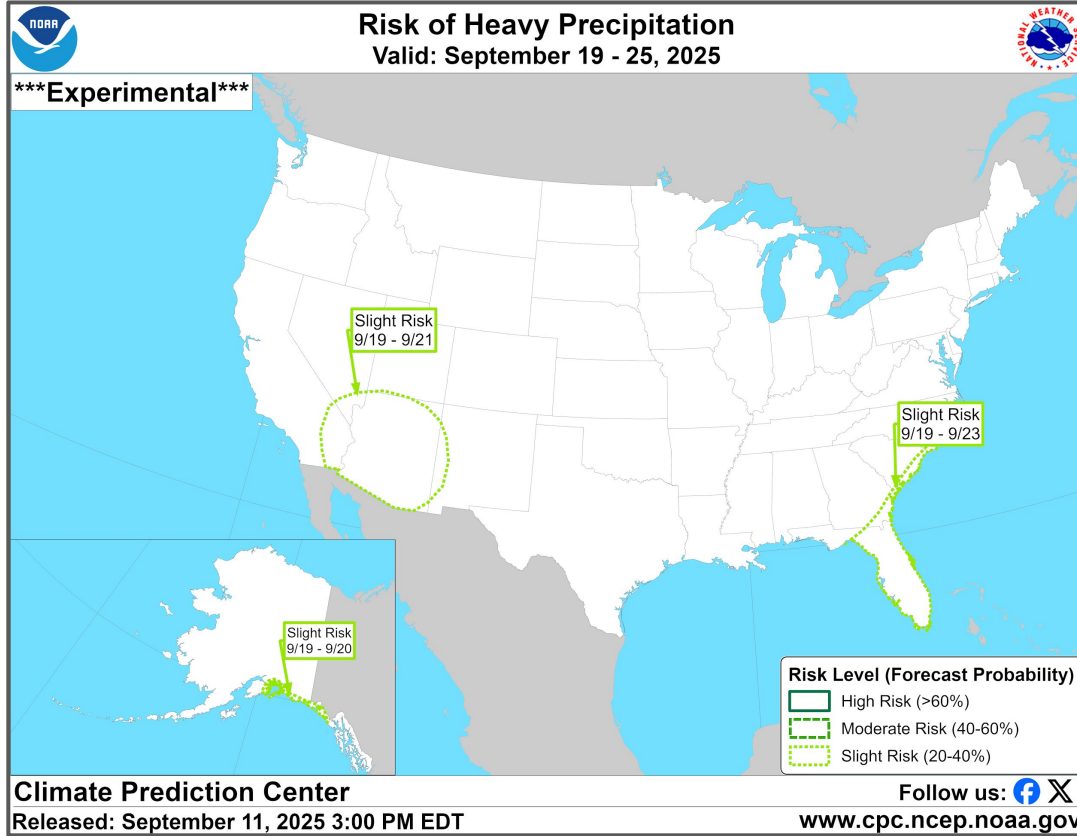 NOAA
Risk of Heavy Precipitation
Valid: September 19 - 25, 2025
NATIONAL WEATHER SERVICE
***Experimental***
Slight Risk
9/19 - 9/21
Slight Risk
9/19 - 9/23
Slight Risk
9/19 - 9/20
Risk Level (Forecast Probability)
High Risk (>60%)
Moderate Risk (40-60%)
Slight Risk (20-40%)
Climate Prediction Center
Follow us:
Released: September 11, 2025 3:00 PM EDT
www.cpc.ncep.noaa.gov